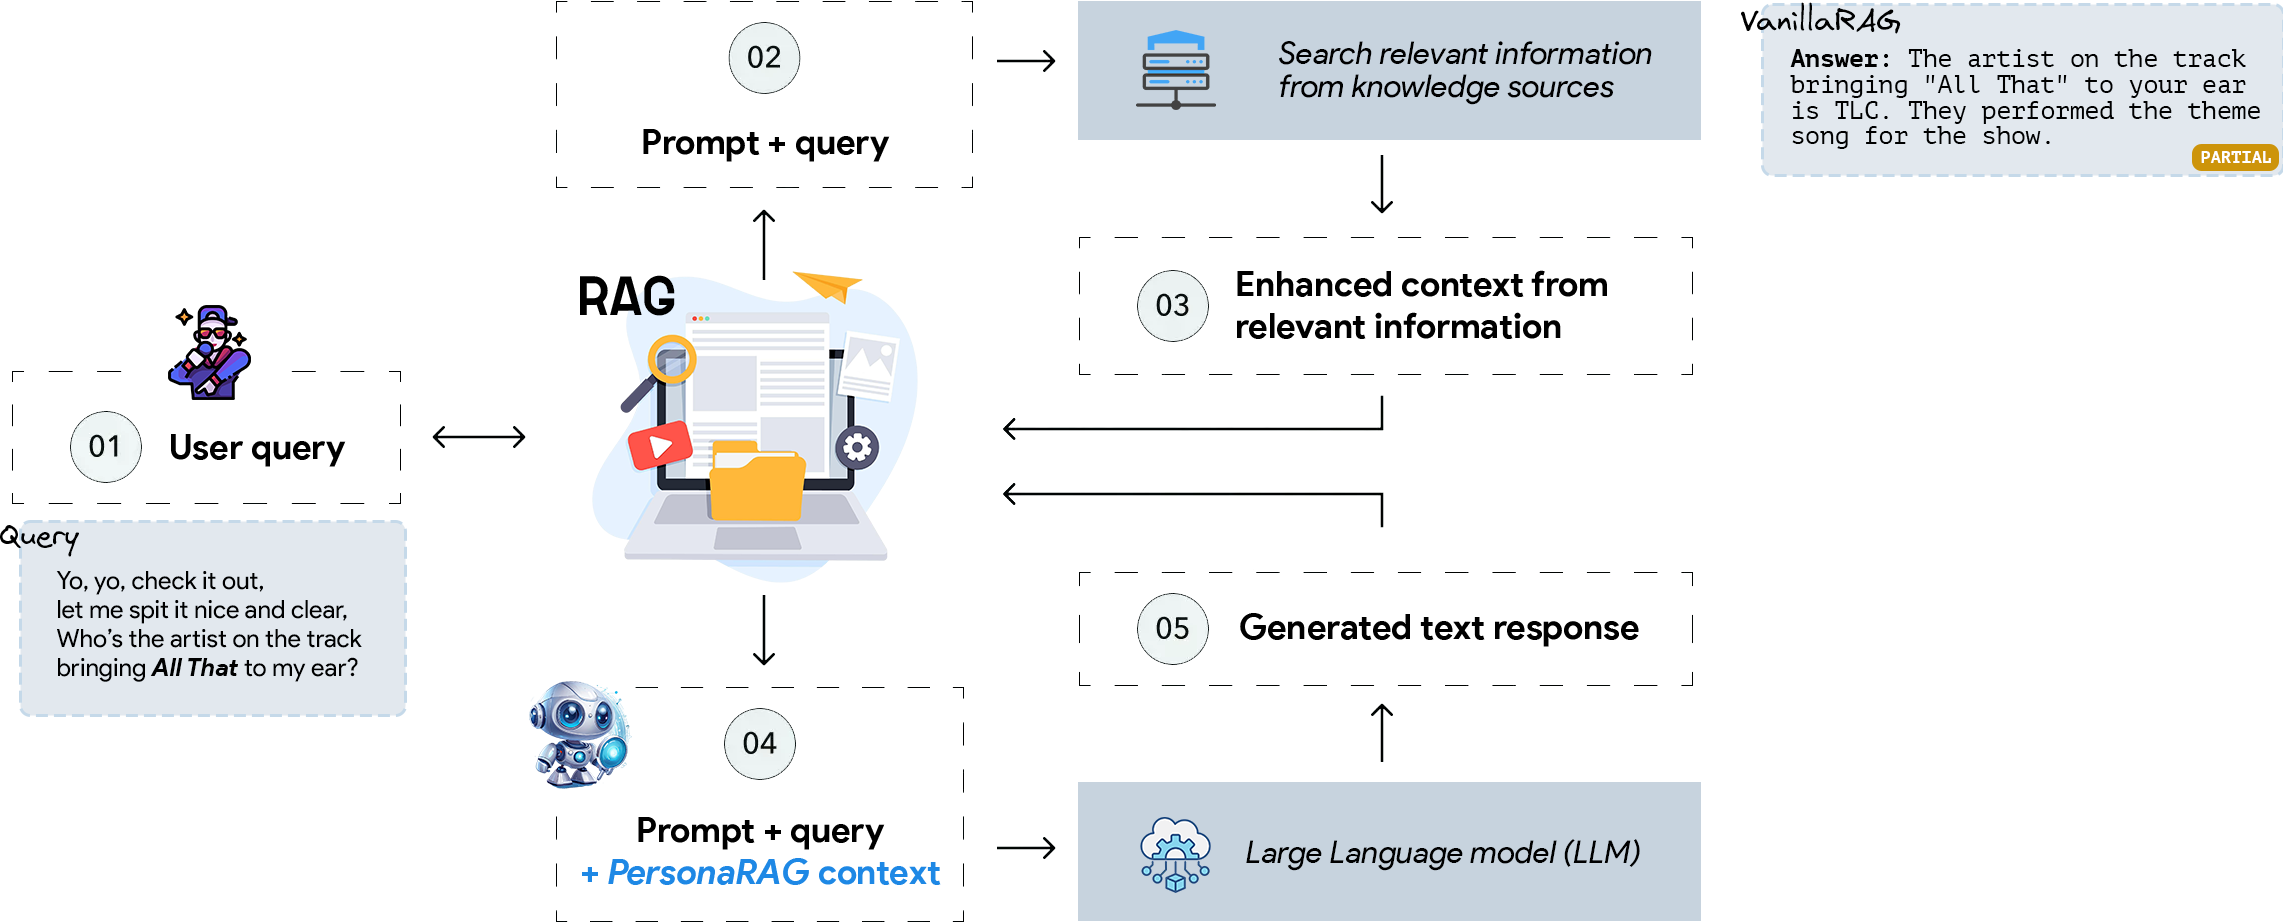 02
Prompt + query
Search relevant information
from knowledge sources
VanillaRAG
Answer: The artist on the track
bringing "All That" to your ear
is TLC. They performed the theme
song for the show.
PARTIAL
RAG
03
Enhanced context from
relevant information
01
User query
Query
Yo, yo, check it out,
let me spit it nice and clear,
Who's the artist on the track
bringing All That to my ear?
05
Generated text response
04
Prompt + query
+ PersonaRAG context
Large Language model (LLM)